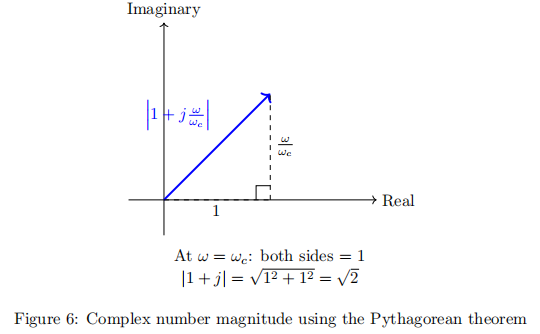 Imaginary
|1 + j ω/ω_c|
ω/ω_c
Real
1
At ω = ω_c: both sides = 1
|1 + j| = √(1² + 1²) = √2
Figure 6: Complex number magnitude using the Pythagorean theorem